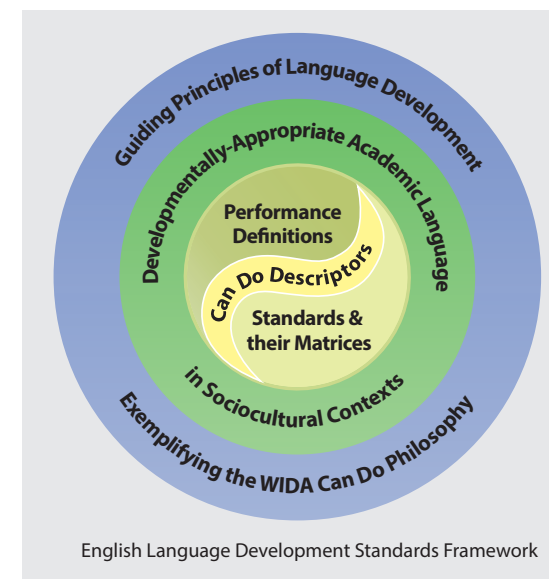 Guiding Principles of Language Development
Developmentally-Appropriate Academic Language
Performance
Definitions
Can Do Descriptors
Standards &
their Matrices
in Sociocultural Contexts
Exemplifying the WIDA Can Do Philosophy
English Language Development Standards Framework